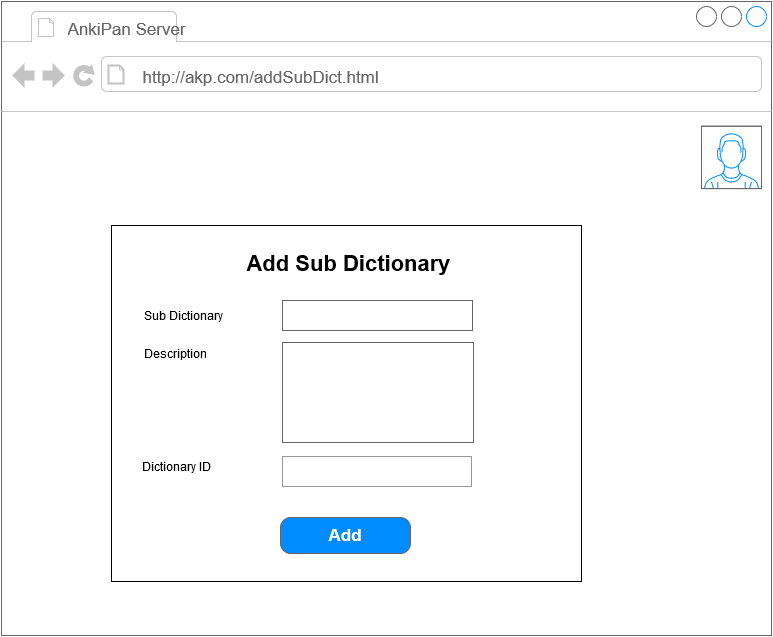 AnkiPan Server
http://akp.com/addSubDict.html
Add Sub Dictionary
Sub Dictionary
Description
Dictionary ID
Add